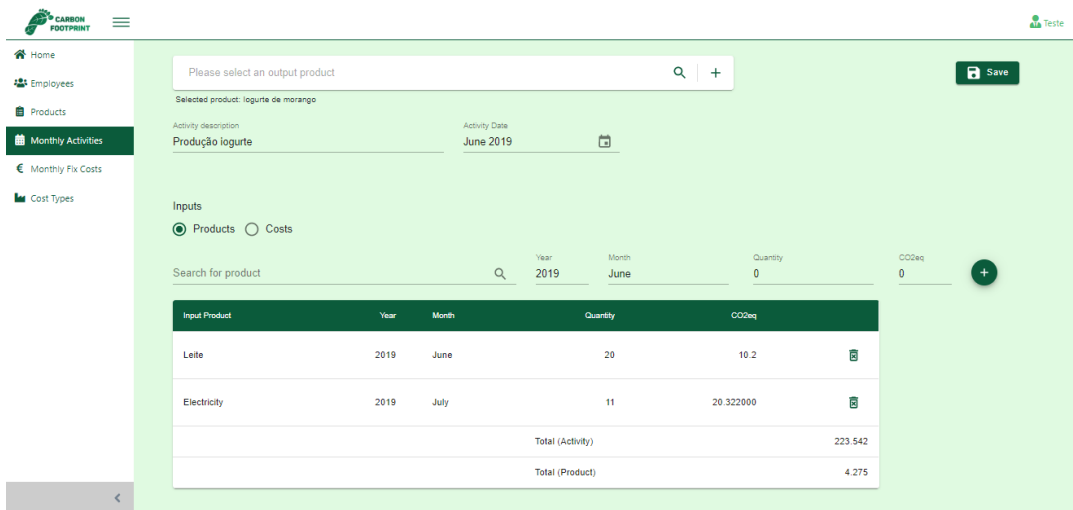 CARBON
FOOTPRINT
Teste
Home
Employees
Products
Monthly Activities
€ Monthly Fix Costs
Cost Types
Please select an output product
+
Save
Selected product: Iogurte de morango
Activity description
Activity Date
Produção iogurte
June 2019
Inputs
Products
Costs
Search for product
Year
Month
Quantity
CO2eq
2019
June
0
0
+
Input Product Year Month Quantity CO2eq
Leite 2019 June 20 10.2
Electricity 2019 July 11 20.322000
Total (Activity) 223.542
Total (Product) 4.275